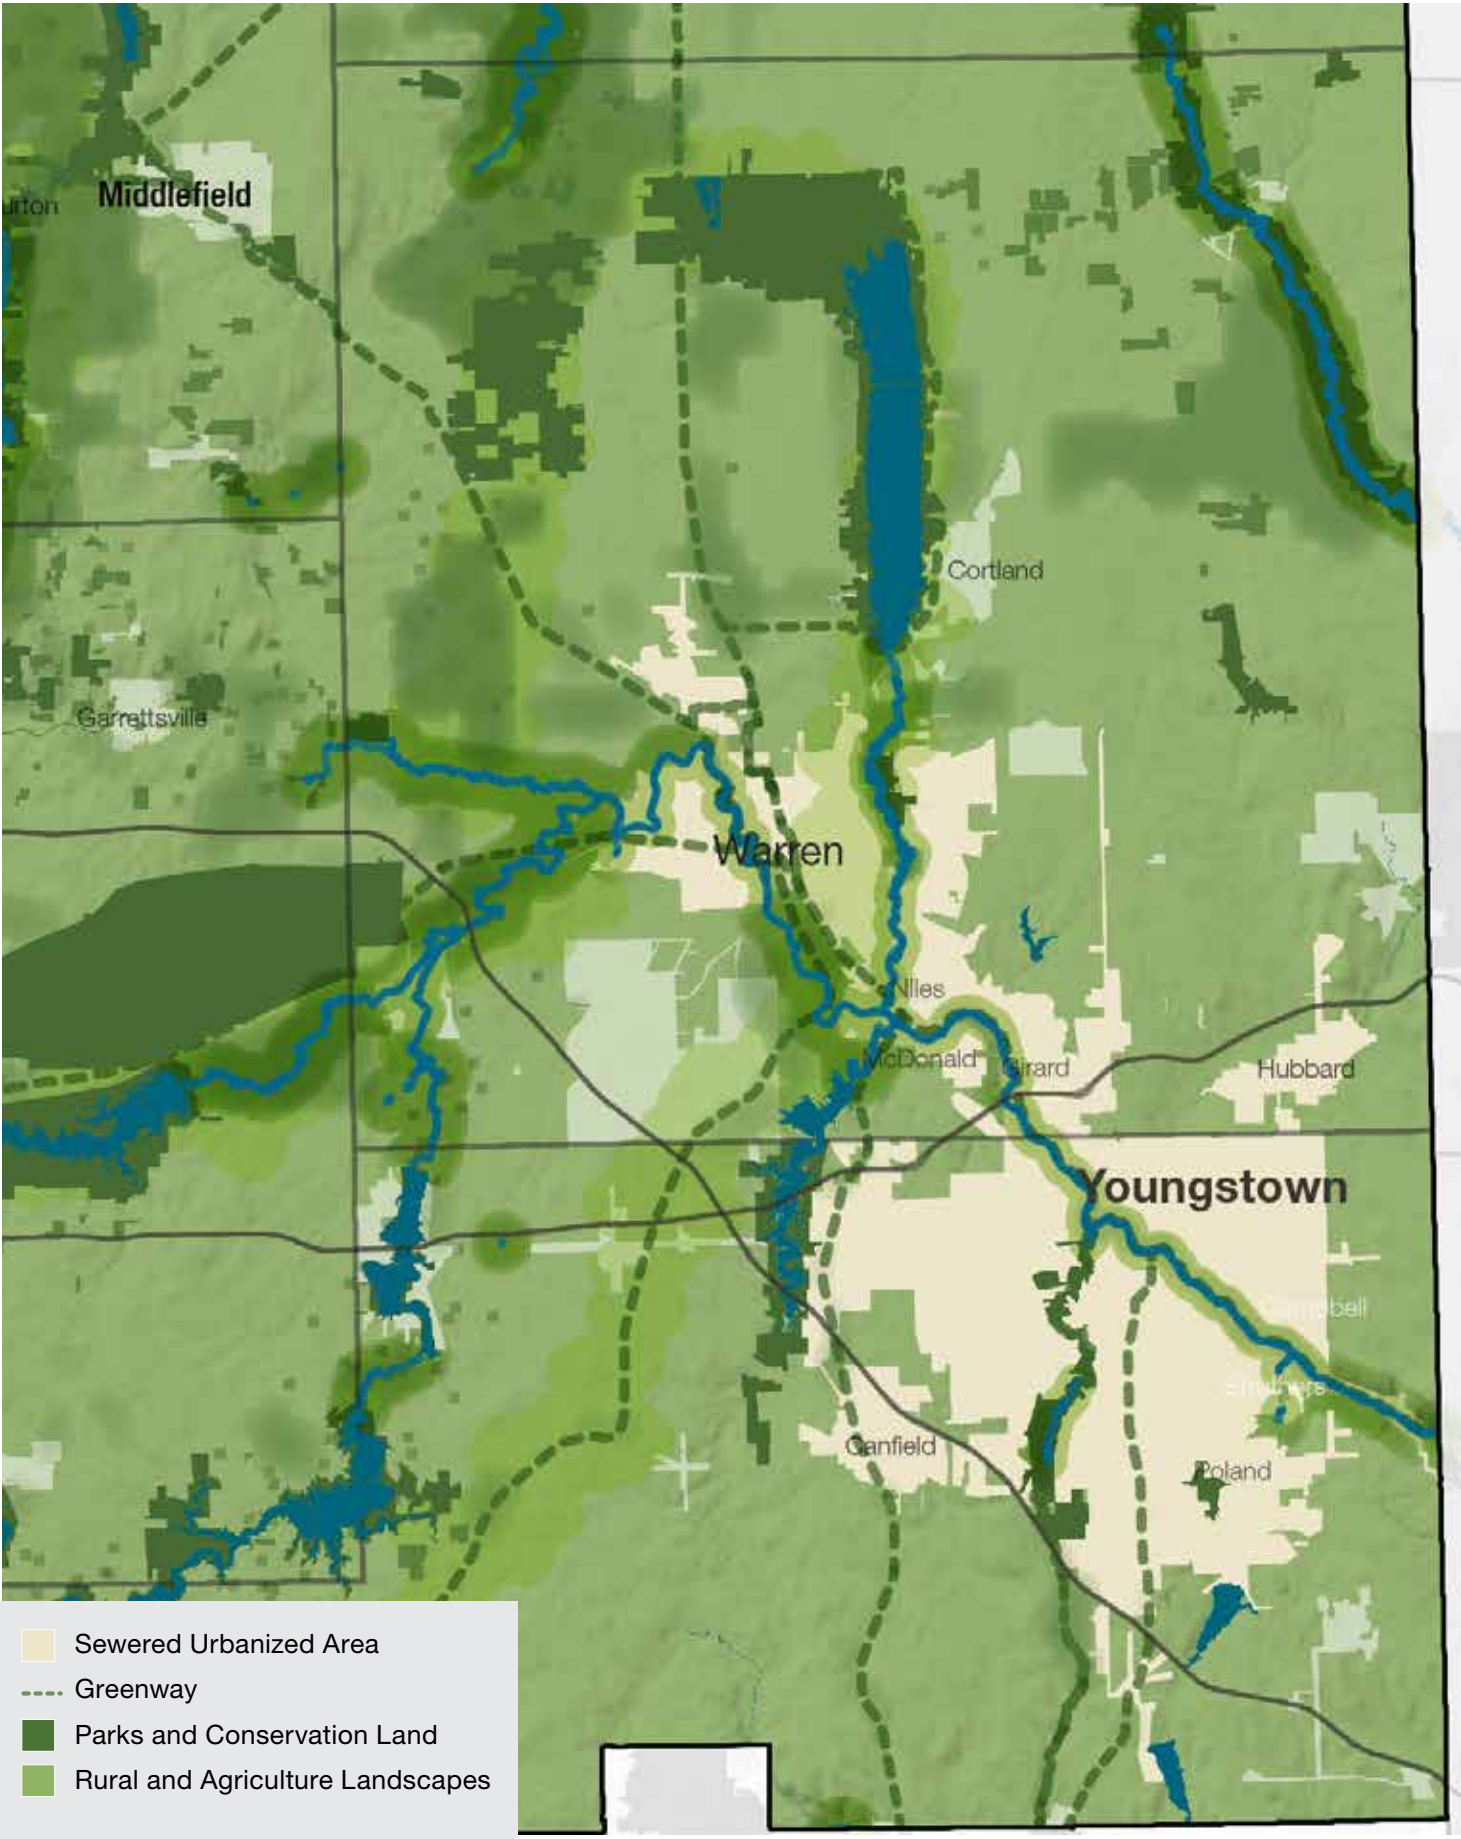 Middlefield
Cortland
Garrettsville
Warren
Niles
McDonald
Girard
Hubbard
Youngstown
Canfield
Poland
Sewered Urbanized Area
Greenway
Parks and Conservation Land
Rural and Agriculture Landscapes